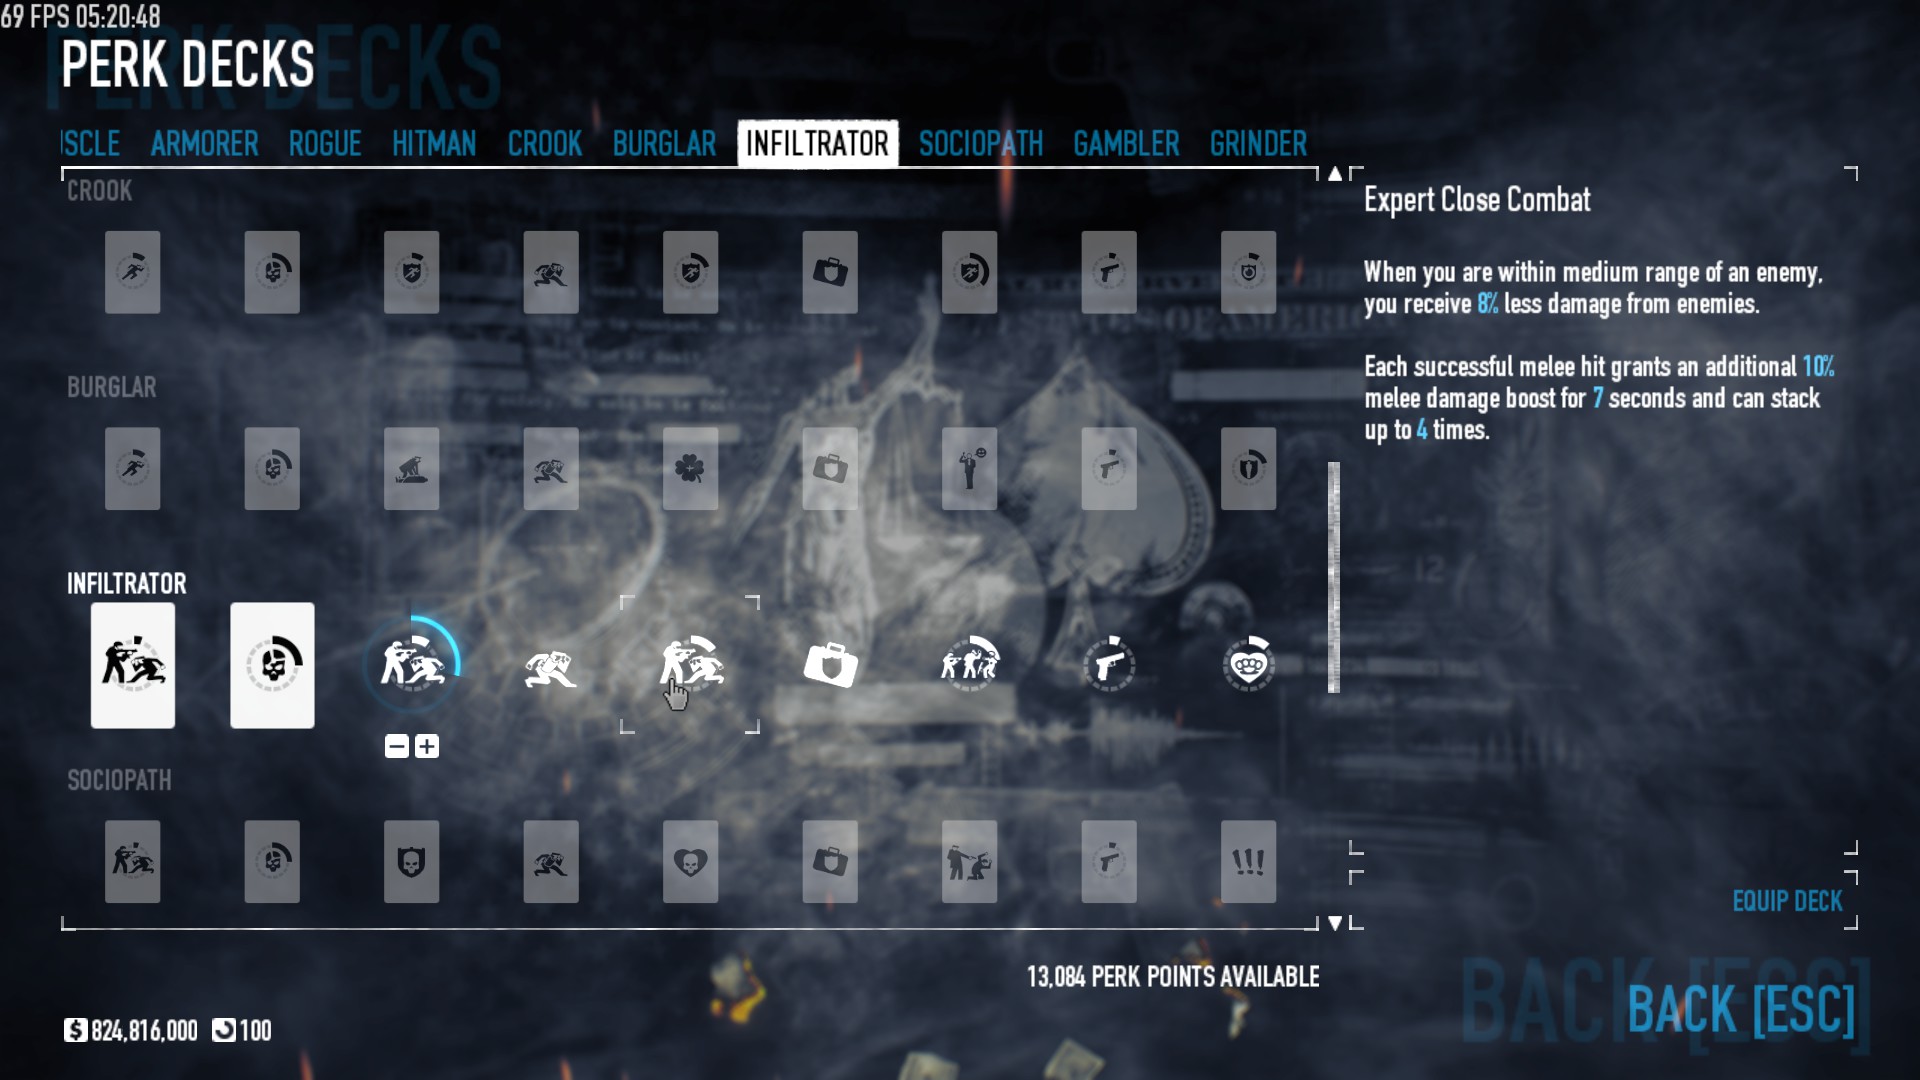 69 FPS 05:20:48
PERK DECKS
USCLE ARMORER ROGUE HITMAN CROOK BURGLAR INFILTRATOR SOCIOPATH GAMBLER GRINDER
CROOK
BURGLAR
INFILTRATOR
SOCIOPATH
Expert Close Combat
When you are within medium range of an enemy,
you receive 8% less damage from enemies.
Each successful melee hit grants an additional 10%
melee damage boost for 7 seconds and can stack
up to 4 times.
EQUIP DECK
13,084 PERK POINTS AVAILABLE
$ 824,816,000 100
BACK [ESC]